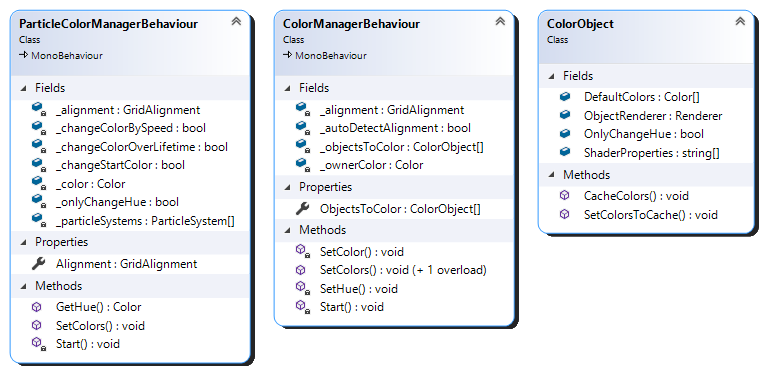 ParticleColorManagerBehaviour
Class
MonoBehaviour
Fields
_alignment : GridAlignment
_changeColorBySpeed : bool
_changeColorOverLifetime : bool
_changeStartColor : bool
_color : Color
_onlyChangeHue : bool
_particleSystems : ParticleSystem[]
Properties
Alignment : GridAlignment
Methods
GetHue() : Color
SetColors() : void
Start() : void
ColorManagerBehaviour
Class
MonoBehaviour
Fields
_alignment : GridAlignment
_autoDetectAlignment : bool
_objectsToColor : ColorObject[]
_ownerColor : Color
Properties
ObjectsToColor : ColorObject[]
Methods
SetColor() : void
SetColors() : void (+ 1 overload)
SetHue() : void
Start() : void
ColorObject
Class
Fields
DefaultColors : Color[]
ObjectRenderer : Renderer
OnlyChangeHue : bool
ShaderProperties : string[]
Methods
CacheColors() : void
SetColorsToCache() : void